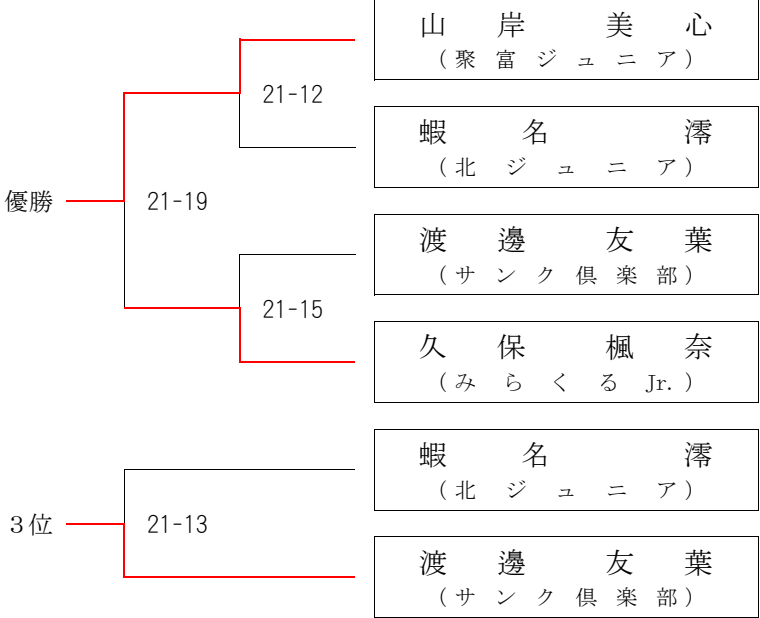 山岸 美心
(聚富ジュニア)
21-12
蝦名 澪
(北ジュニア)
優勝
21-19
渡邊 友葉
(サンク倶楽部)
21-15
久保 楓奈
(みらくるJr.)
蝦名 澪
(北ジュニア)
３位
21-13
渡邊 友葉
(サンク倶楽部)